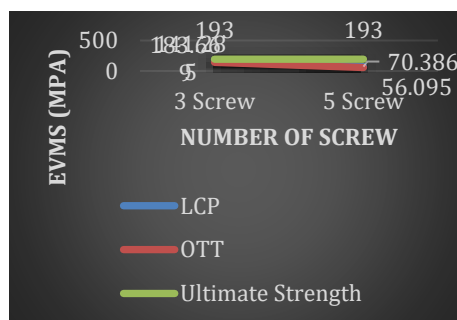 193 193
500
0
70.386
56.095
3 Screw 5 Screw
EVMS (MPA)
NUMBER OF SCREW
LCP
OTT
Ultimate Strength